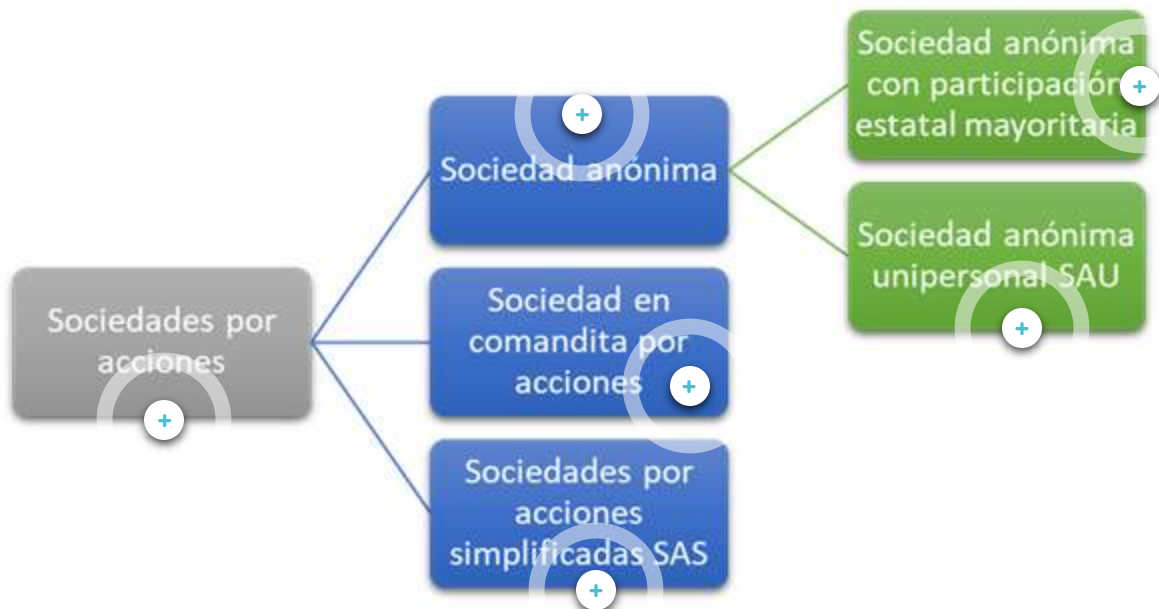 Sociedades por
acciones
Sociedad anónima
Sociedad en
comandita por
acciones
Sociedades por
acciones
simplificadas SAS
Sociedad anónima
con participación
estatal mayoritaria
Sociedad anónima
unipersonal SAU